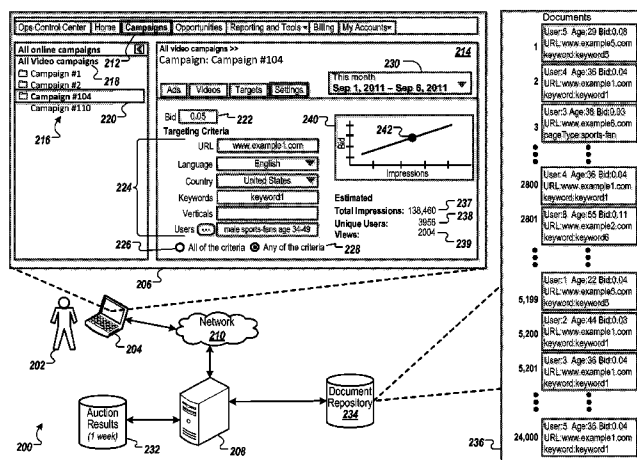 Ops Control Center Home Campaigns Opportunities Reporting and Tools Billing My Accounts
All online campaigns
212
All Video campaigns
218
Campaign #1
Campaign #2
Campaign #104
220
Campaign #110
216
All video campaigns >>
214
Campaign: Campaign #104
230
This month
Sep 1, 2011 – Sep 6, 2011
Ads Videos Targets Settings
Bid 0.05
222
Targeting Criteria
URL www.example1.com
Language English
Country United States
Keywords keyword1
Verticals
Users male sports-fans age 34-49
224
226
All of the criteria
Any of the criteria
228
240
242
Bid
Impressions
Estimated
Total Impressions: 138,460
237
Unique Users: 3956
238
Views: 2004
239
206
202
204
Network
210
208
Auction Results (1 week)
232
Document Repository
234
200
236
Documents
1
User:5 Age:29 Bid:0.08
URL:www.example5.com
keyword:keyword5
2
User:4 Age:36 Bid:0.04
URL:www.example1.com
keyword:keyword1
3
User:3 Age:38 Bid:0.03
URL:www.example6.com
pageType:sports-fan
2800
User:4 Age:36 Bid:0.04
URL:www.example1.com
keyword:keyword1
2801
User:8 Age:55 Bid:0.11
URL:www.example2.com
keyword:keyword6
5,199
User:1 Age:22 Bid:0.04
URL:www.example5.com
keyword:keyword5
5,200
User:2 Age:44 Bid:0.03
URL:www.example1.com
keyword:keyword1
5,201
User:3 Age:36 Bid:0.04
URL:www.example1.com
keyword:keyword1
24,000
User:5 Age:36 Bid:0.04
URL:www.example1.com
keyword:keyword1